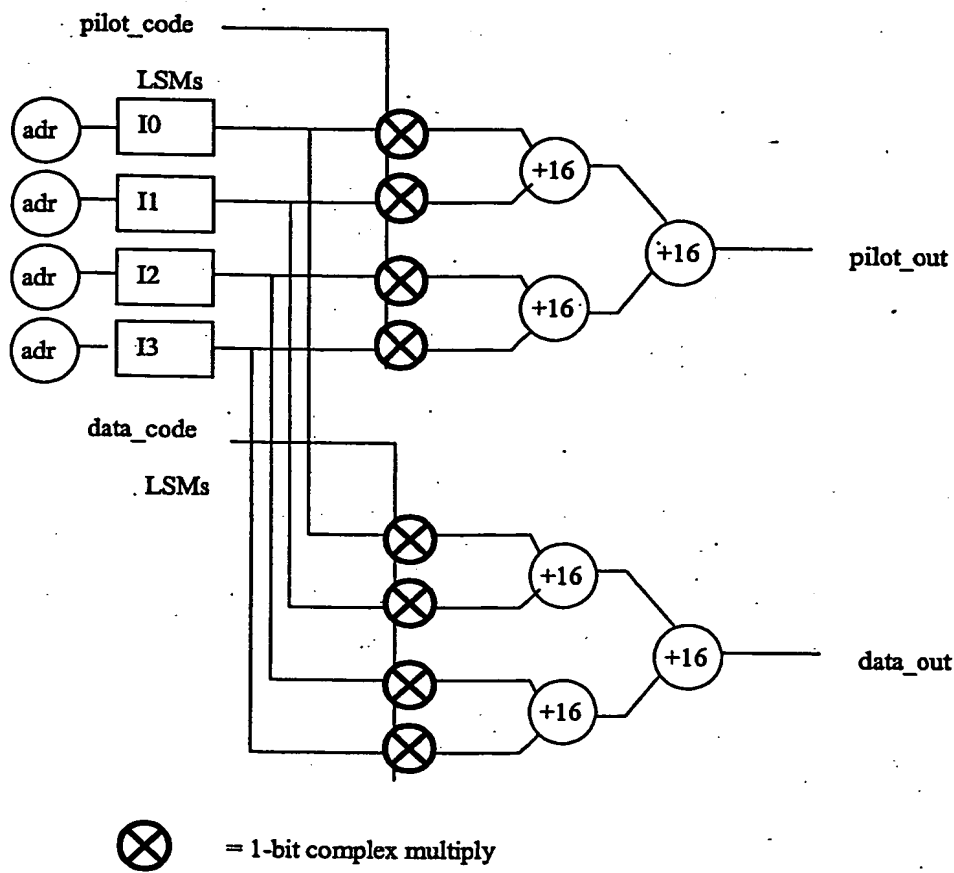 pilot_code
LSMs
adr I0
adr I1
adr I2
adr I3
+16
+16
+16
pilot_out
data_code
LSMs
+16
+16
+16
data_out
= 1-bit complex multiply